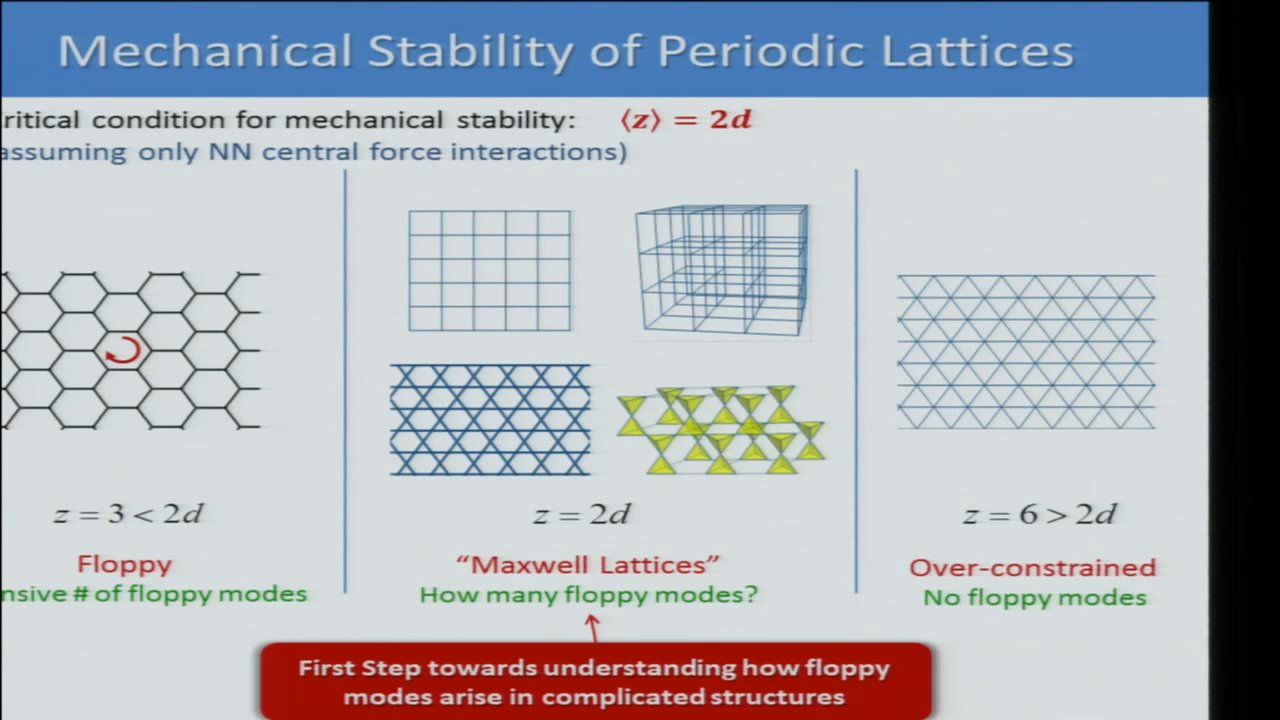 Mechanical Stability of Periodic Lattices
ritical condition for mechanical stability: ⟨z⟩ = 2d
assuming only NN central force interactions)
z = 3 < 2d
z = 2d
z = 6 > 2d
Floppy
"Maxwell Lattices"
Over-constrained
nsive # of floppy modes
How many floppy modes?
No floppy modes
First Step towards understanding how floppy
modes arise in complicated structures